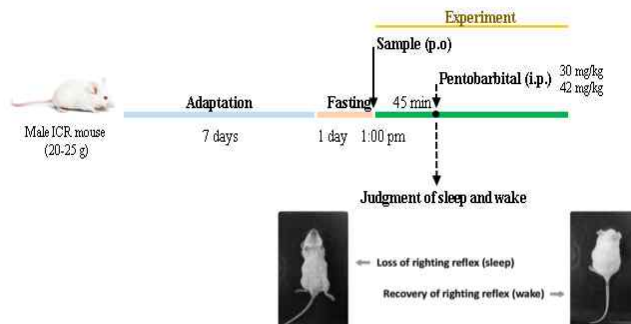 Experiment
Sample (p.o)
Pentobarbital (i.p.)
30 mg/kg
42 mg/kg
Adaptation
Fasting
45 min
Male ICR mouse
(20-25 g)
7 days
1 day
1:00 pm
Judgment of sleep and wake
Loss of righting reflex (sleep)
Recovery of righting reflex (wake)